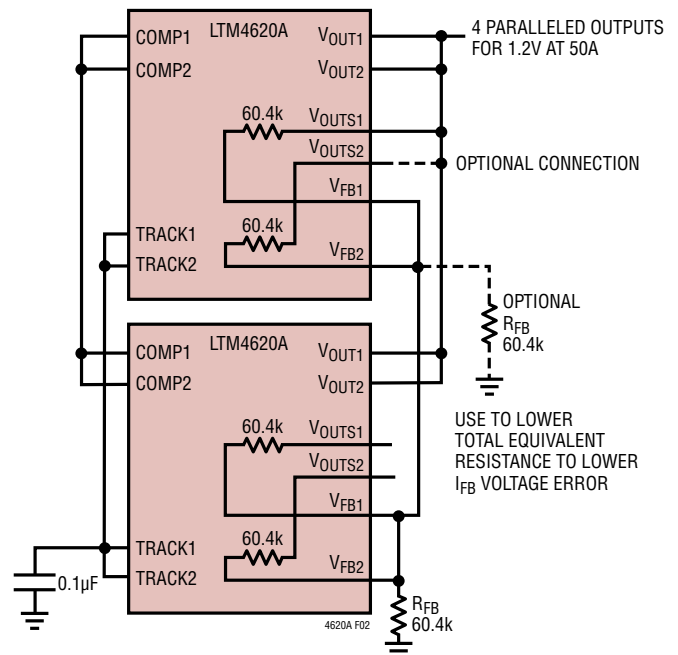 COMP1
LTM4620A
VOUT1
4 PARALLELED OUTPUTS
FOR 1.2V AT 50A
COMP2
VOUT2
60.4k
VOUTS1
VOUTS2
OPTIONAL CONNECTION
VFB1
60.4k
TRACK1
VFB2
TRACK2
OPTIONAL
RFB
60.4k
COMP1
LTM4620A
VOUT1
COMP2
VOUT2
USE TO LOWER
TOTAL EQUIVALENT
RESISTANCE TO LOWER
IFB VOLTAGE ERROR
60.4k
VOUTS1
VOUTS2
VFB1
60.4k
TRACK1
VFB2
TRACK2
0.1µF
RFB
60.4k
4620A F02